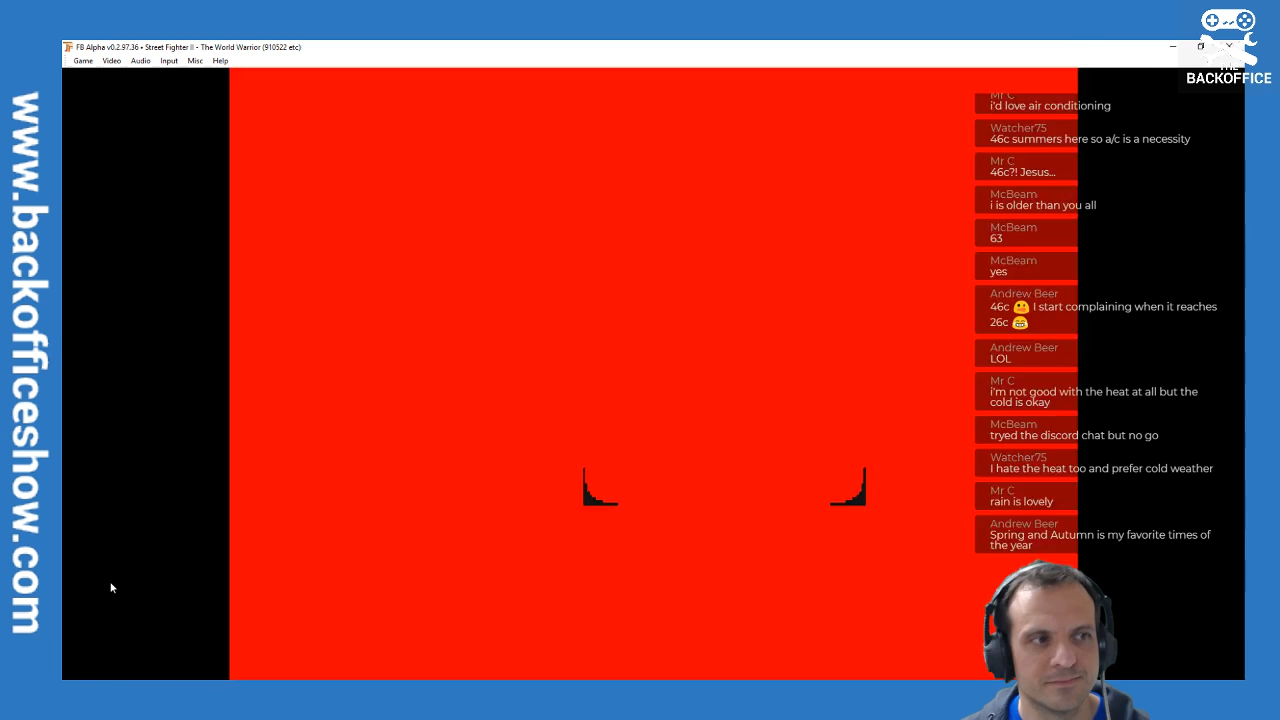 FB Alpha v0.2.97.36 • Street Fighter II - The World Warrior (910522 etc)
Game Video Audio Input Misc Help
THE
BACKOFFICE
www.backofficeshow.com
Mr C
i'd love air conditioning
Watcher75
46c summers here so a/c is a necessity
Mr C
46c?! Jesus...
McBeam
i is older than you all
McBeam
63
McBeam
yes
Andrew Beer
46c 😲 I start complaining when it reaches
26c 😁
Andrew Beer
LOL
Mr C
i'm not good with the heat at all but the
cold is okay
McBeam
tryed the discord chat but no go
Watcher75
I hate the heat too and prefer cold weather
Mr C
rain is lovely
Andrew Beer
Spring and Autumn is my favorite times of
the year